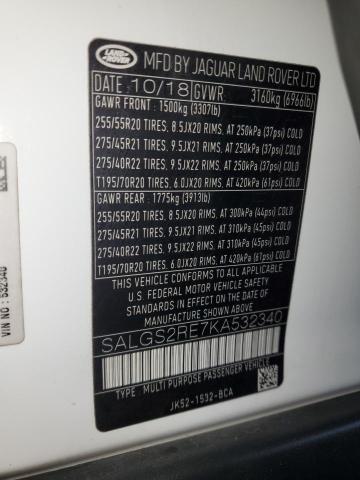 LAND ROVER
MFD BY JAGUAR LAND ROVER LTD
DATE 10/18 GVWR 3160kg (6966lb)
GAWR FRONT : 1500kg (3307lb)
255/55R20 TIRES, 8.5JX20 RIMS, AT 250kPa (37psi) COLD
275/45R21 TIRES, 9.5JX21 RIMS, AT 250kPa (37psi) COLD
275/40R22 TIRES, 9.5JX22 RIMS, AT 250kPa (37psi) COLD
T195/70R20 TIRES, 6.0JX20 RIMS, AT 420kPa (61psi) COLD
GAWR REAR : 1775kg (3913lb)
255/55R20 TIRES, 8.5JX20 RIMS, AT 300kPa (44psi) COLD
275/45R21 TIRES, 9.5JX21 RIMS, AT 310kPa (45psi) COLD
275/40R22 TIRES, 9.5JX22 RIMS, AT 310kPa (45psi) COLD
T195/70R20 TIRES, 6.0JX20 RIMS, AT 420kPa (61psi) COLD
THIS VEHICLE CONFORMS TO ALL APPLICABLE
U.S. FEDERAL MOTOR VEHICLE SAFETY AND
THEFT PREVENTION STANDARDS IN EFFECT ON
THE DATE OF MANUFACTURE SHOWN ABOVE.
SALGS2RE7KA532340
TYPE : MULTI PURPOSE PASSENGER VEHICLE
JK52-1532-BCA
VIN NO : 532340